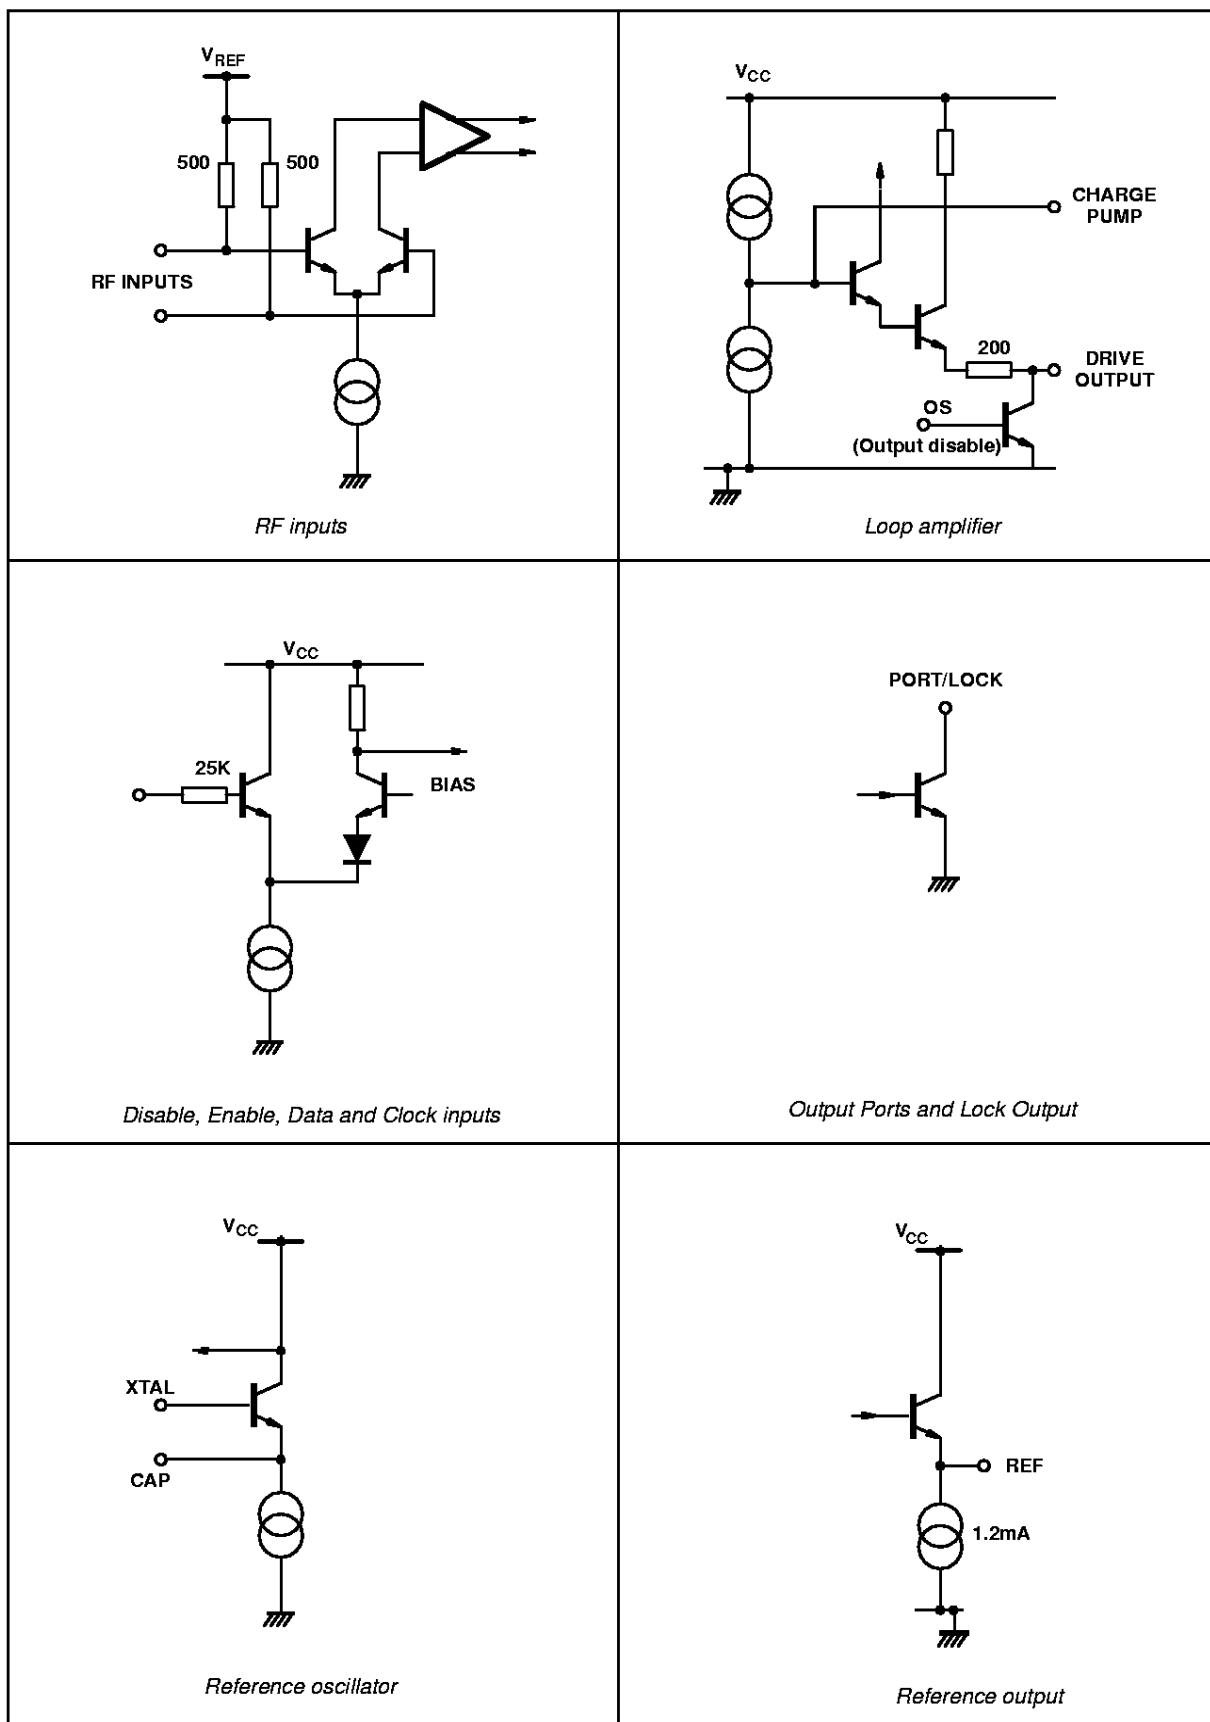 VREF
500
500
RF INPUTS
RF inputs
VCC
CHARGE
PUMP
200
DRIVE
OUTPUT
OS
(Output disable)
Loop amplifier
VCC
25K
BIAS
Disable, Enable, Data and Clock inputs
PORT/LOCK
Output Ports and Lock Output
VCC
XTAL
CAP
Reference oscillator
VCC
REF
1.2mA
Reference output